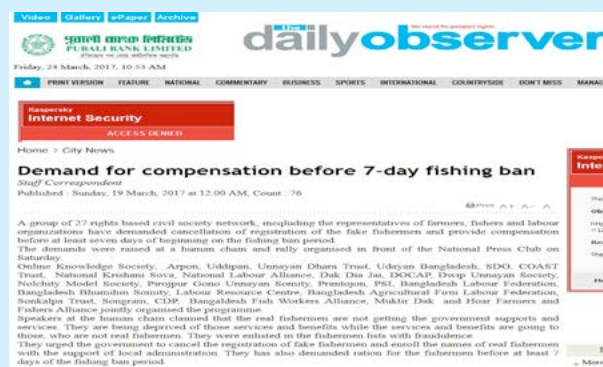 Video Gallery ePaper Archive
পূবালী ব্যাংক লিমিটেড
PUBALI BANK LIMITED
the
dailyobserver
Friday, 24 March, 2017, 10:53 AM
PRINT VERSION FEATURE NATIONAL COMMENTARY BUSINESS SPORTS INTERNATIONAL COUNTRYSIDE DON'T MISS MANAG
Kaspersky
Internet Security
ACCESS DENIED
Home > City News
Demand for compensation before 7-day fishing ban
Staff Correspondent
Published : Sunday, 19 March, 2017 at 12:00 AM, Count : 76
Print A+ A- A
A group of 27 rights based civil society network, including the representatives of farmers, fishers and labour
organizations have demanded cancellation of registration of the fake fishermen and provide compensation
before at least seven days of beginning on the fishing ban period.
The demands were raised at a human chain and rally organised in front of the National Press Club on
Saturday.
Online Knowledge Society, Arpon, Uddipan, Unnayan Dhara Trust, Udayan Bangladesh, SDO, COAST
Trust, National Krishani Sova, National Labour Alliance, Dak Dia Jai, DOCAP, Dwip Unnayan Society,
Nolchity Model Society, Pirojpur Gono Unnayan Somity, Prantojon, PSI, Bangladesh Labour Federation,
Bangladesh Bhumihin Somity, Labour Resource Centre, Bangladesh Agricultural Firm Labour Federation,
Sonkalpa Trust, Songram, CDP, Bangaldesh Fish Workers Alliance, Muktir Dak and Hoar Farmers and
Fishers Alliance jointly organised the programme.
Speakers at the human chain claimed that the real fishermen are not getting the government supports and
services. They are being deprived of those services and benefits while the services and benefits are going to
those, who are not real fishermen. They were enlisted in the fishermen lists with fraudulence.
They urged the government to cancel the registration of fake fishermen and enroll the names of real fishermen
with the support of local administration. They has also demanded ration for the fishermen before at least 7
days of the fishing ban period.
Kaspersky
Inte
The
More